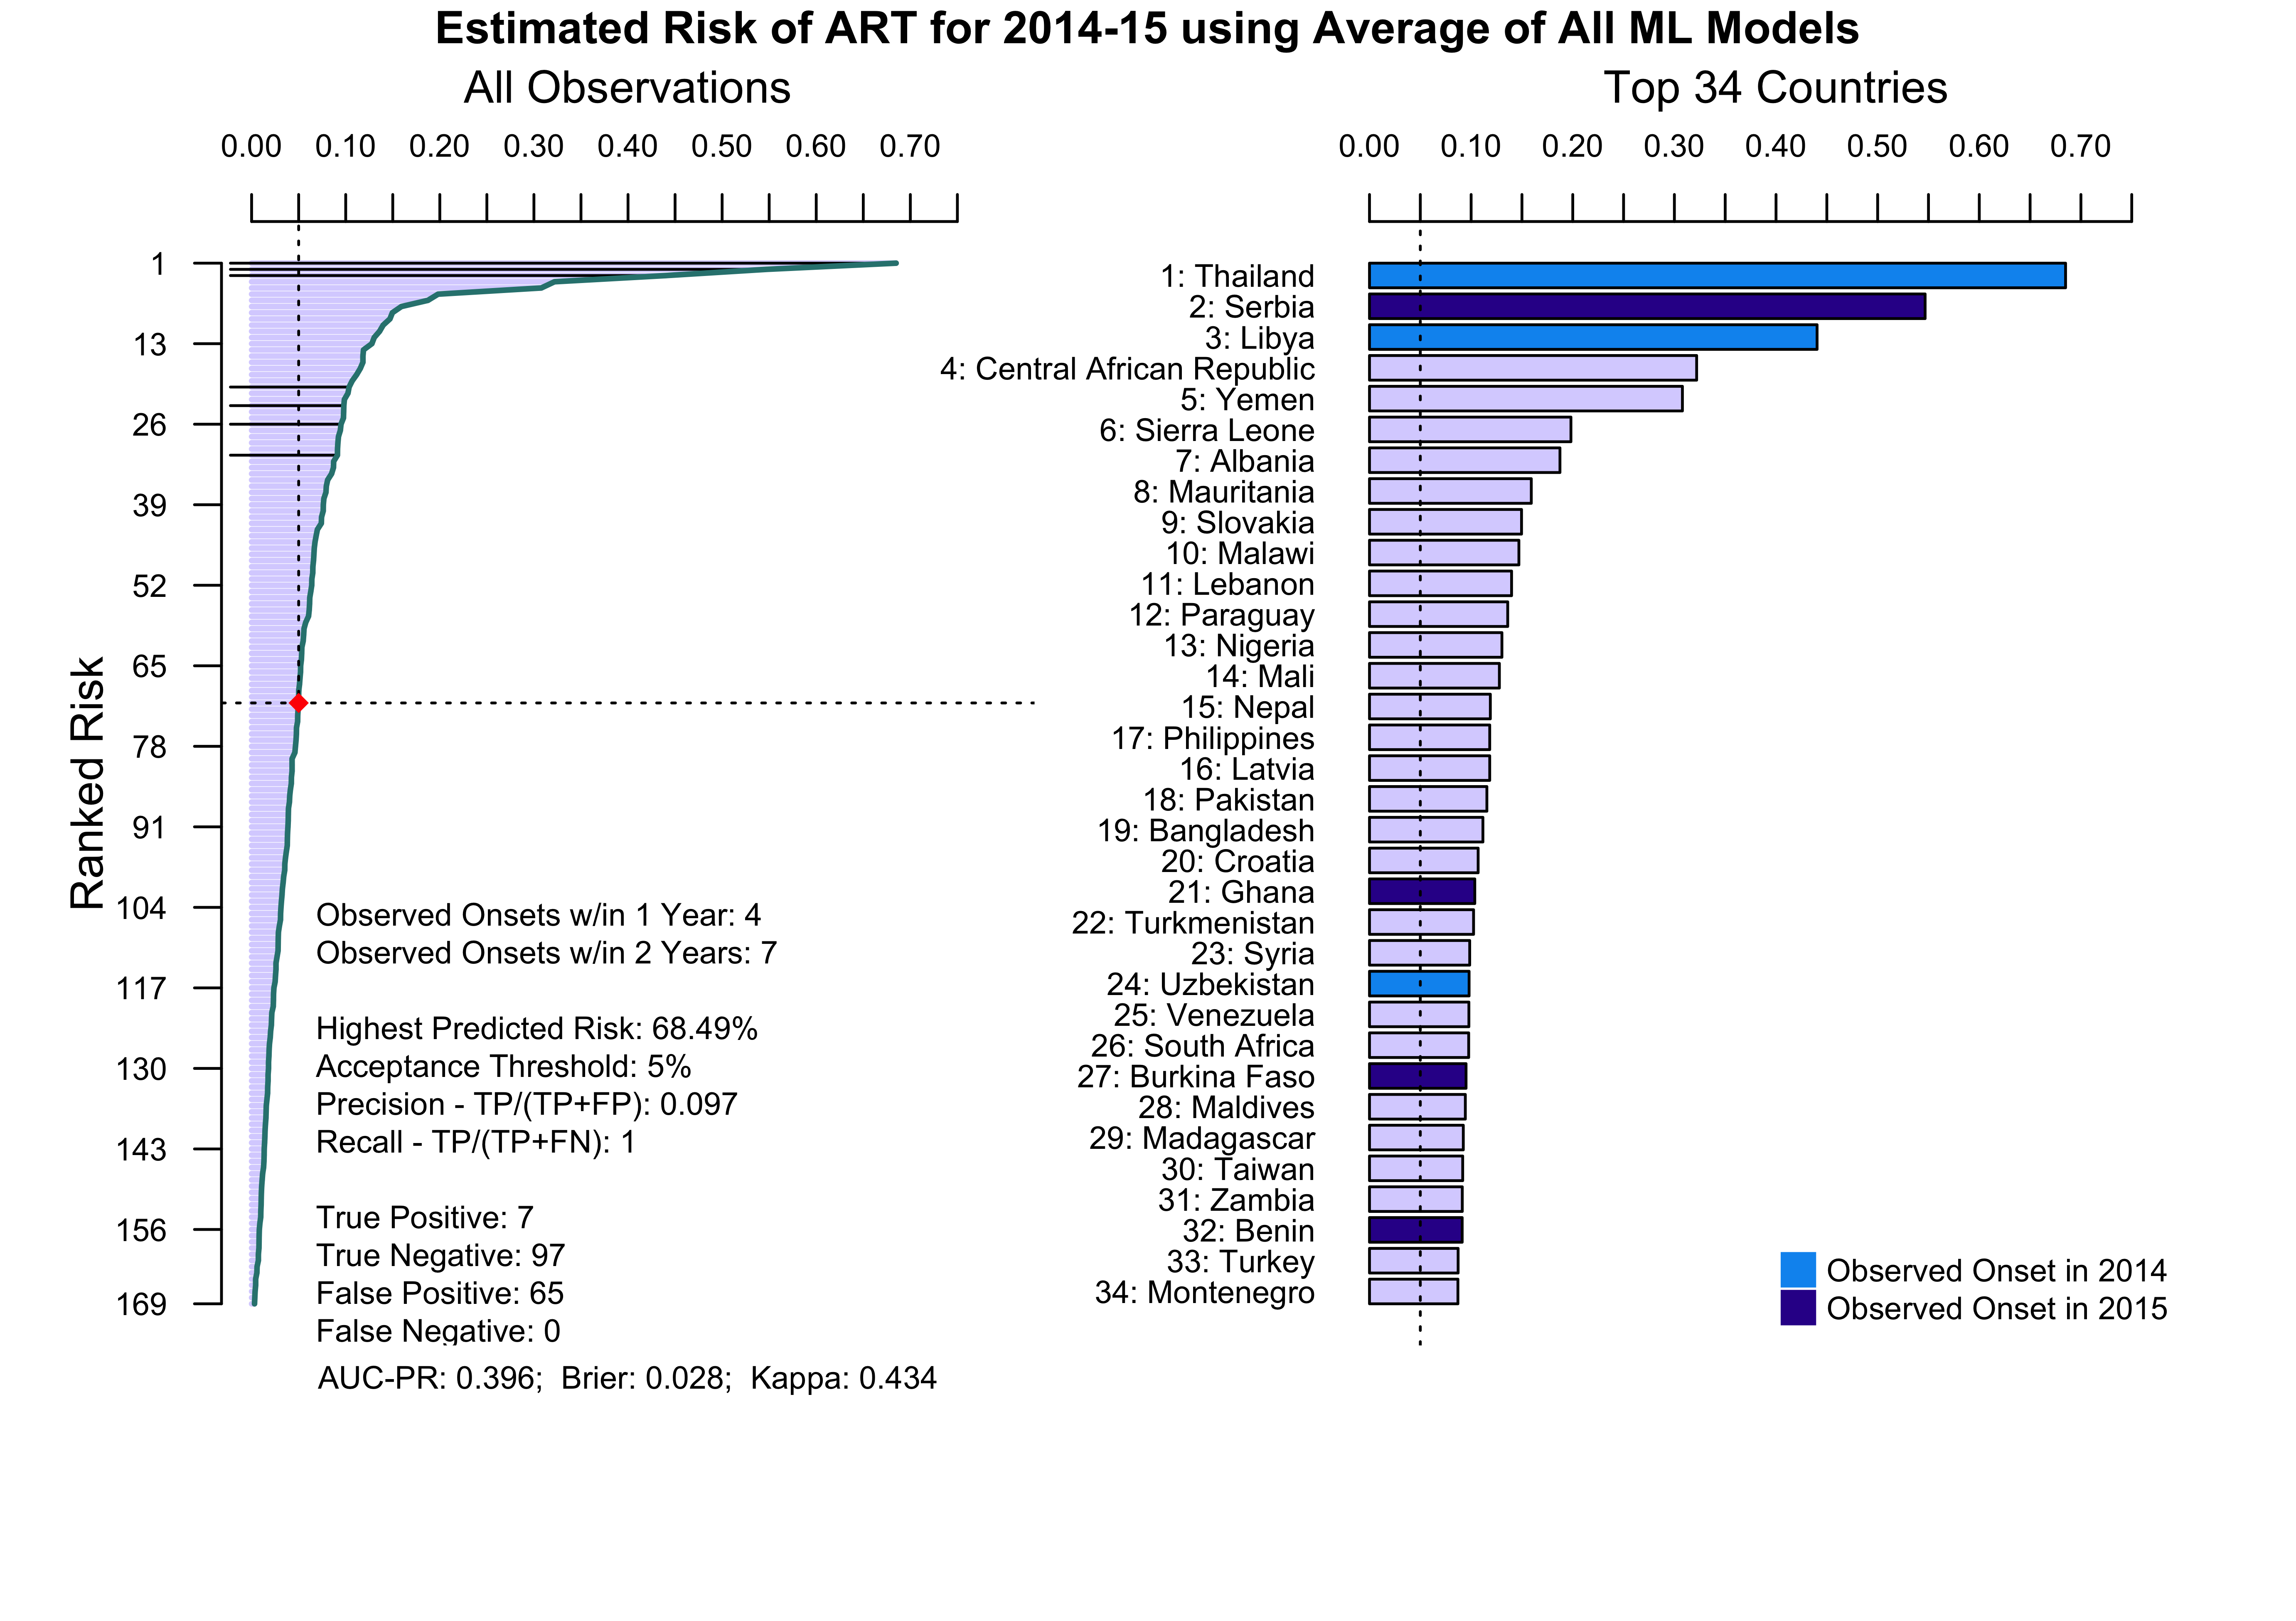 Estimated Risk of ART for 2014-15 using Average of All ML Models
All Observations
0.00 0.10 0.20 0.30 0.40 0.50 0.60 0.70
Ranked Risk
1
13
26
39
52
65
78
91
104
117
130
143
156
169
Observed Onsets w/in 1 Year: 4
Observed Onsets w/in 2 Years: 7
Highest Predicted Risk: 68.49%
Acceptance Threshold: 5%
Precision - TP/(TP+FP): 0.097
Recall - TP/(TP+FN): 1
True Positive: 7
True Negative: 97
False Positive: 65
False Negative: 0
AUC-PR: 0.396; Brier: 0.028; Kappa: 0.434
Top 34 Countries
0.00 0.10 0.20 0.30 0.40 0.50 0.60 0.70
1: Thailand
2: Serbia
3: Libya
4: Central African Republic
5: Yemen
6: Sierra Leone
7: Albania
8: Mauritania
9: Slovakia
10: Malawi
11: Lebanon
12: Paraguay
13: Nigeria
14: Mali
15: Nepal
17: Philippines
16: Latvia
18: Pakistan
19: Bangladesh
20: Croatia
21: Ghana
22: Turkmenistan
23: Syria
24: Uzbekistan
25: Venezuela
26: South Africa
27: Burkina Faso
28: Maldives
29: Madagascar
30: Taiwan
31: Zambia
32: Benin
33: Turkey
34: Montenegro
Observed Onset in 2014
Observed Onset in 2015